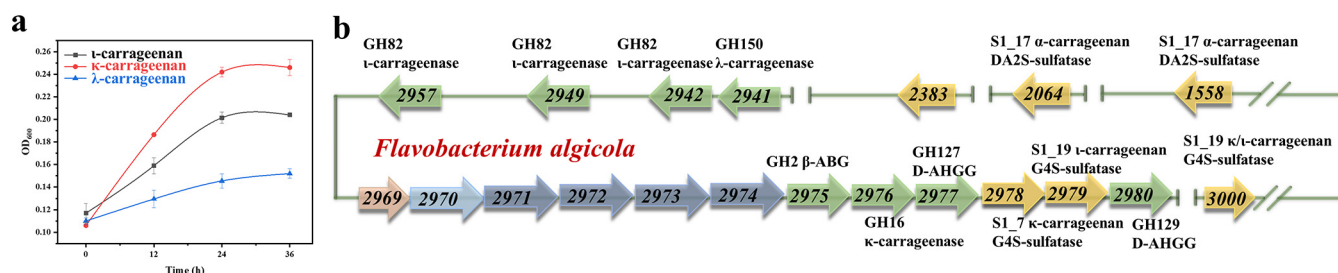 a
ι-carrageenan
κ-carrageenan
λ-carrageenan
OD600
0.26
0.24
0.22
0.20
0.18
0.16
0.14
0.12
0.10
0
12
24
36
Time (h)
b
GH82
ι-carrageenase
GH82
ι-carrageenase
GH82
ι-carrageenase
GH150
λ-carrageenase
S1_17 α-carrageenan
DA2S-sulfatase
S1_17 α-carrageenan
DA2S-sulfatase
2957
2949
2942
2941
2383
2064
1558
Flavobacterium algicola
GH2 β-ABG
GH127
D-AHGG
S1_19 ι-carrageenan
G4S-sulfatase
S1_19 κ/ι-carrageenan
G4S-sulfatase
2969
2970
2971
2972
2973
2974
2975
2976
2977
2978
2979
2980
3000
GH16
κ-carrageenase
S1_7 κ-carrageenan
G4S-sulfatase
GH129
D-AHGG